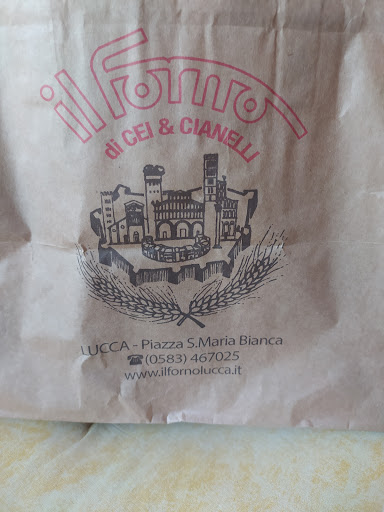 il Forno
di CEI & CIANELLI
LUCCA - Piazza S.Maria Bianca
☎(0583) 467025
www.ilfornolucca.it